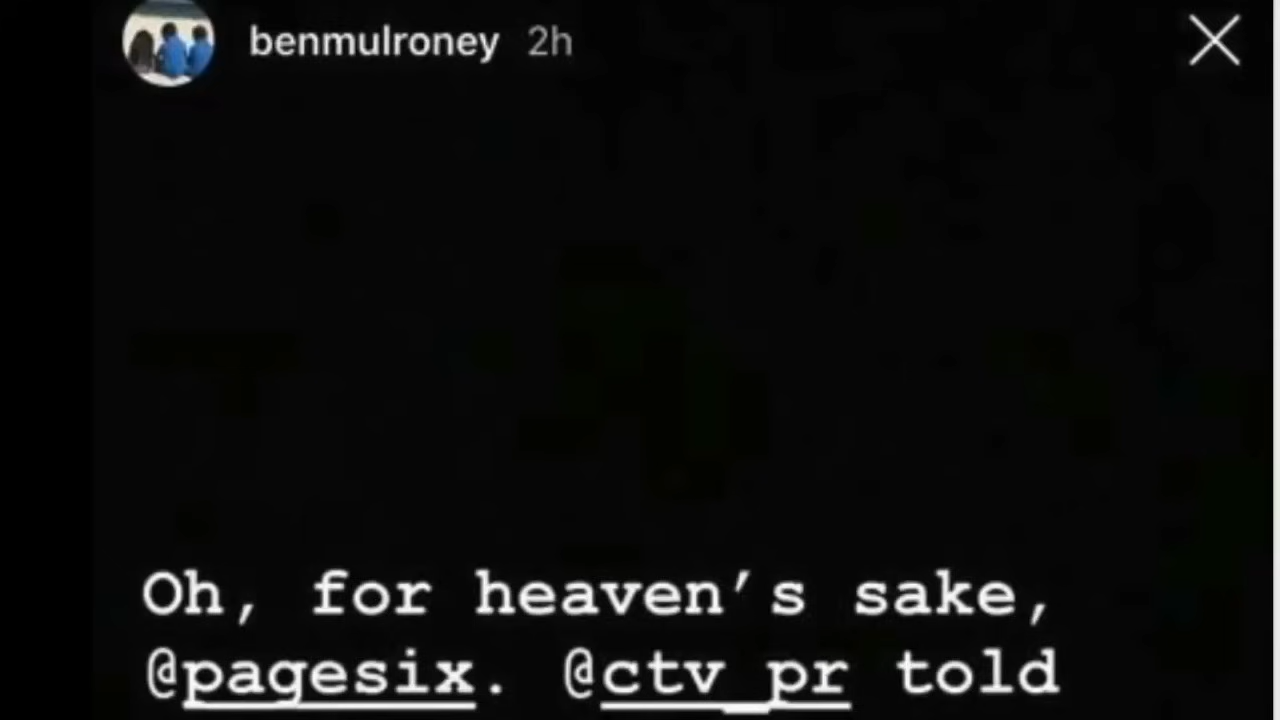 benmulroney 2h
Oh, for heaven’s sake,
@pagesix. @ctv_pr told